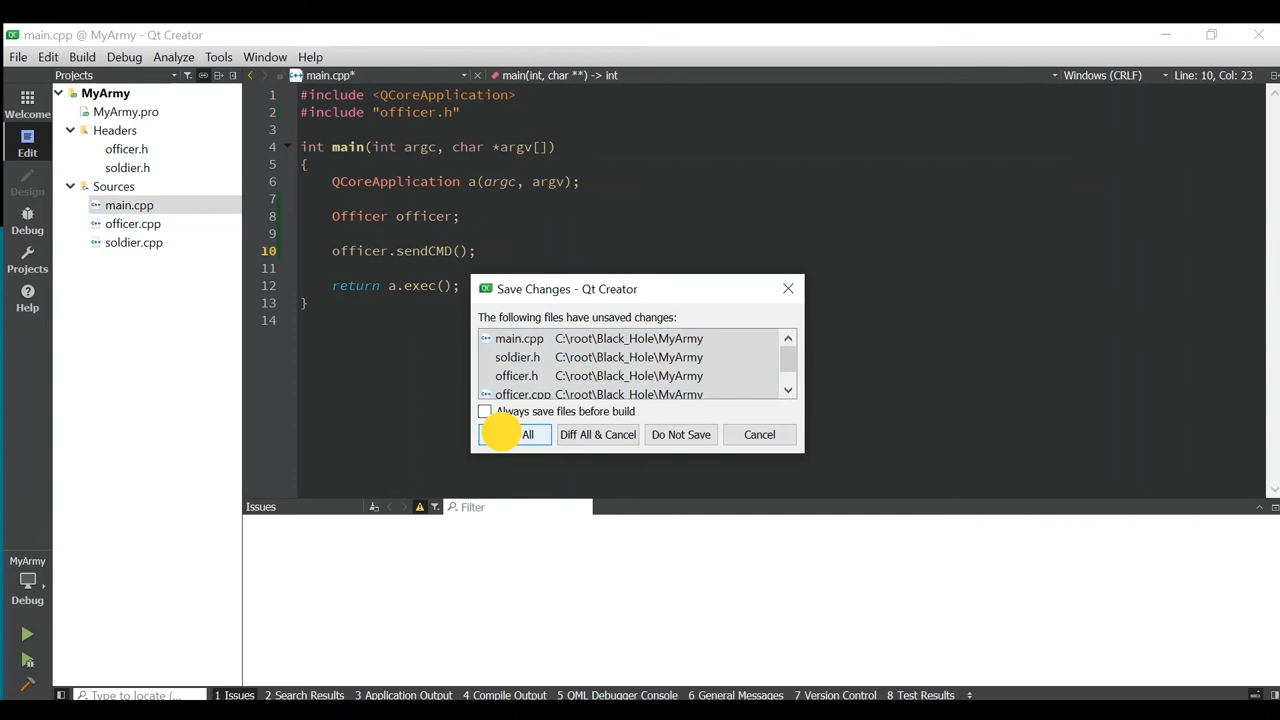 main.cpp @ MyArmy - Qt Creator
File Edit Build Debug Analyze Tools Window Help
Projects main.cpp* main(int, char **) -> int Windows (CRLF) Line: 10, Col: 23
Welcome
Edit
Design
Debug
Projects
Help
MyArmy
Debug
MyArmy
MyArmy.pro
Headers
officer.h
soldier.h
Sources
main.cpp
officer.cpp
soldier.cpp
1 #include <QCoreApplication>
2 #include "officer.h"
3
4 int main(int argc, char *argv[])
5 {
6 QCoreApplication a(argc, argv);
7
8 Officer officer;
9
10 officer.sendCMD();
11
12 return a.exec();
13 }
14
Save Changes - Qt Creator
The following files have unsaved changes:
main.cpp C:\root\Black_Hole\MyArmy
soldier.h C:\root\Black_Hole\MyArmy
officer.h C:\root\Black_Hole\MyArmy
officer.cpp C:\root\Black_Hole\MyArmy
Always save files before build
All Diff All & Cancel Do Not Save Cancel
Issues Filter
Type to locate (... 1 Issues 2 Search Results 3 Application Output 4 Compile Output 5 QML Debugger Console 6 General Messages 7 Version Control 8 Test Results